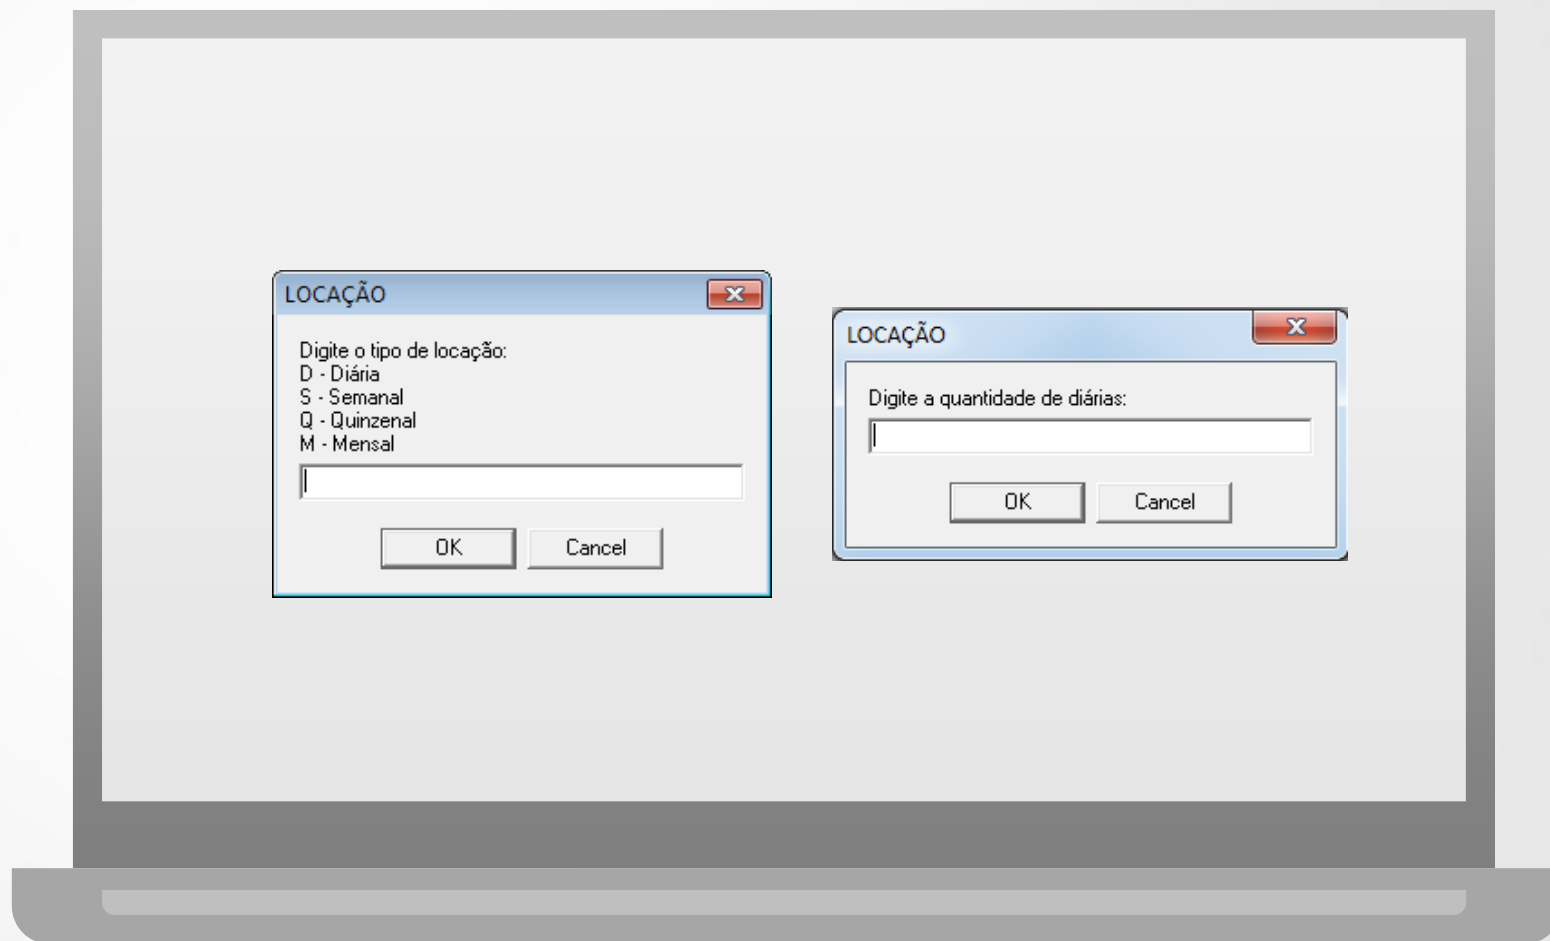 LOCAÇÃO
Digite o tipo de locação:
D - Diária
S - Semanal
Q - Quinzenal
M - Mensal
OK
Cancel
LOCAÇÃO
Digite a quantidade de diárias:
OK
Cancel